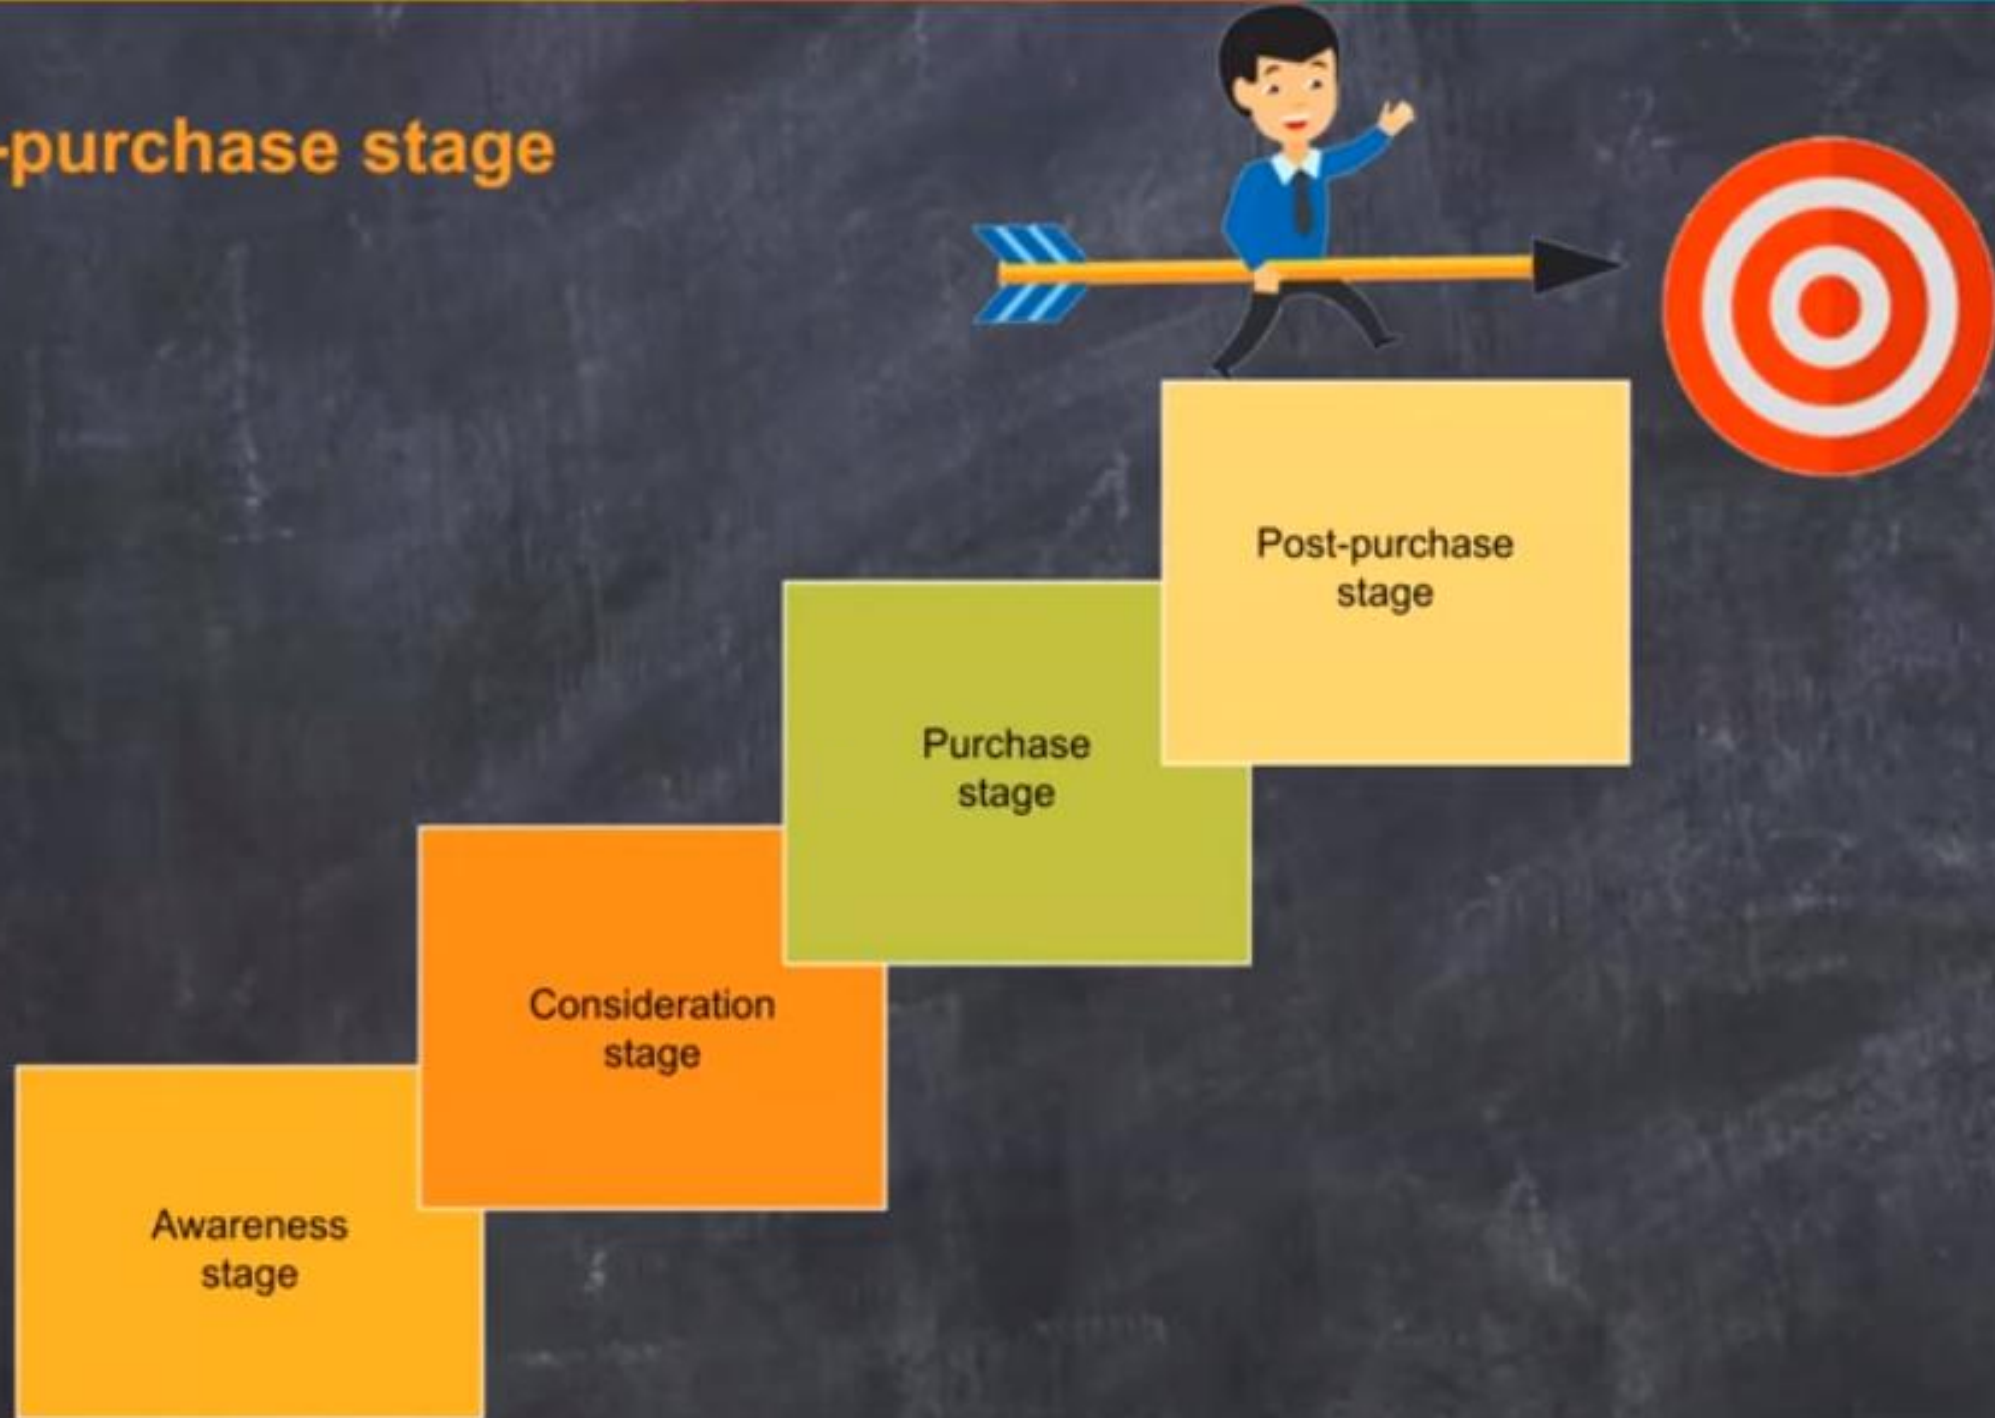 -purchase stage
Post-purchase
stage
Purchase
stage
Consideration
stage
Awareness
stage